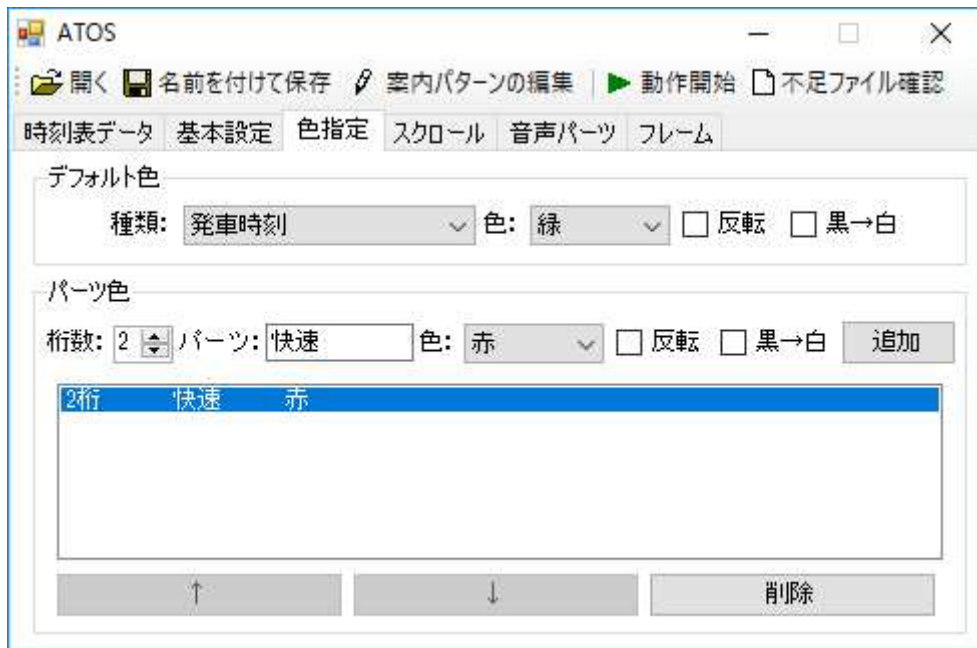 ATOS
開く 名前を付けて保存 案内パターンの編集 動作開始 不足ファイル確認
時刻表データ 基本設定 色指定 スクロール 音声パーツ フレーム
デフォルト色
種類: 発車時刻 色: 緑 反転 黒→白
パーツ色
桁数: 2 パーツ: 快速 色: 赤 反転 黒→白 追加
2桁 快速 赤
↑ ↓ 削除